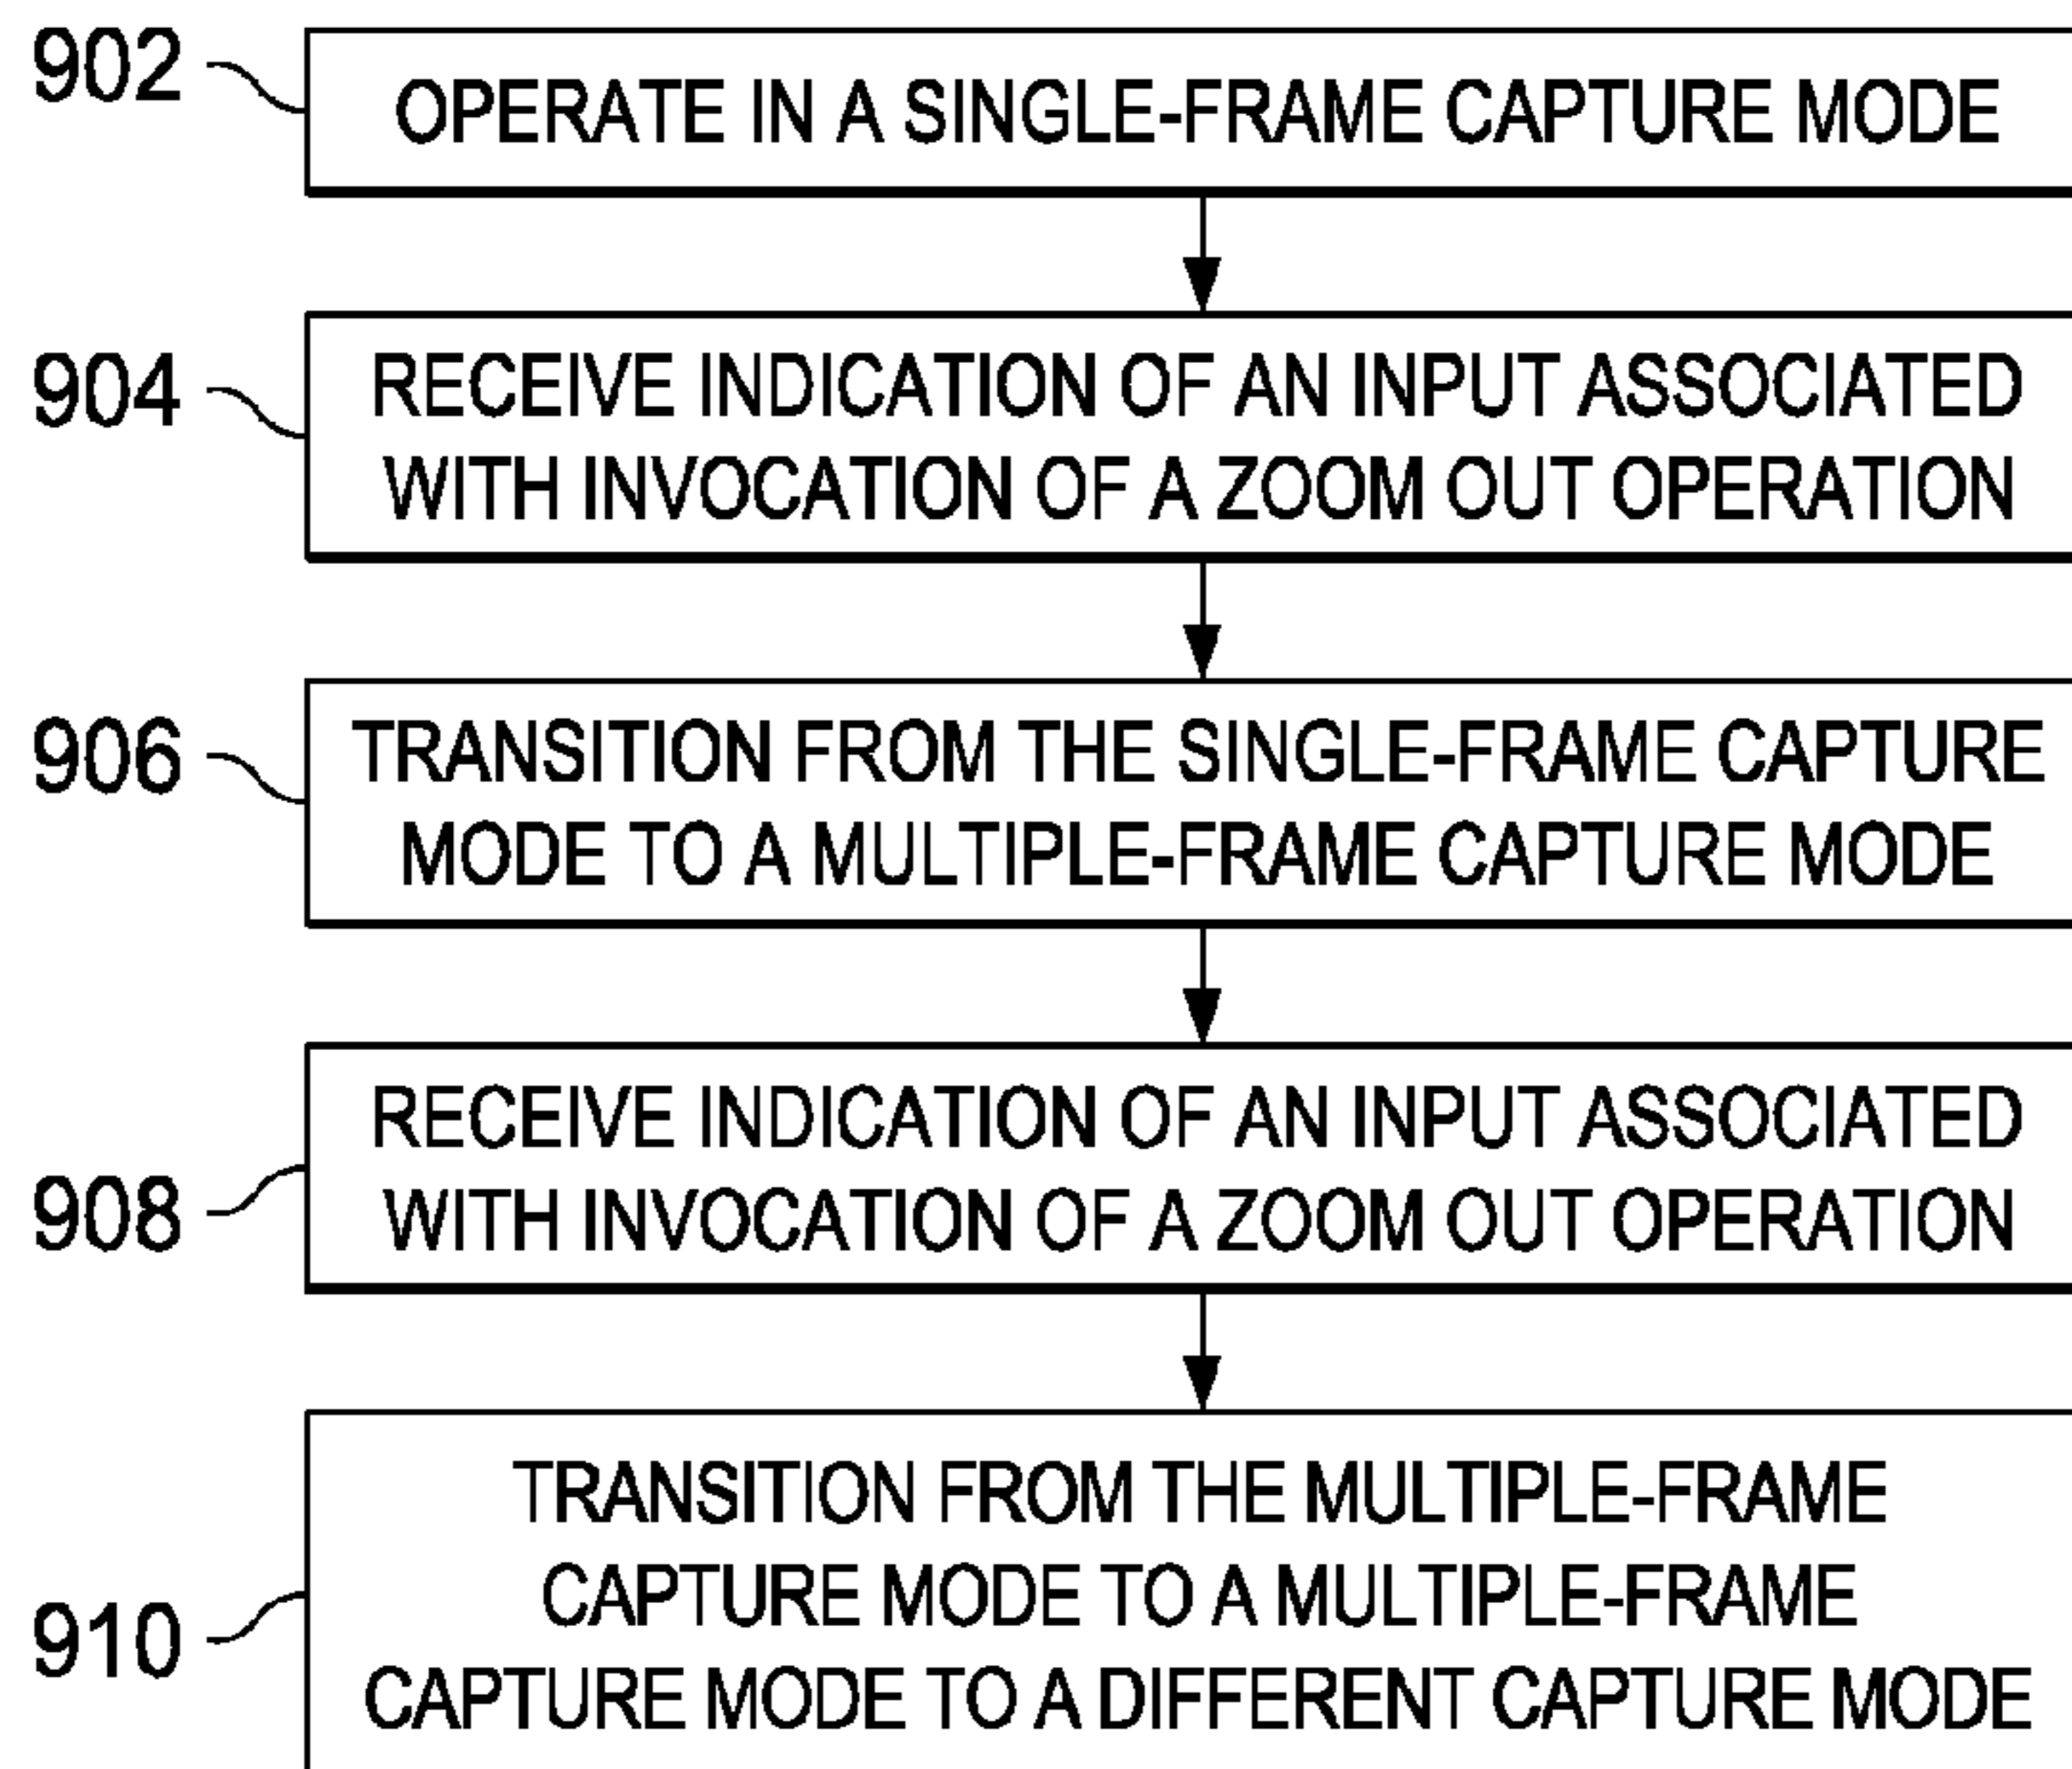 902
OPERATE IN A SINGLE-FRAME CAPTURE MODE
904
RECEIVE INDICATION OF AN INPUT ASSOCIATED
WITH INVOCATION OF A ZOOM OUT OPERATION
906
TRANSITION FROM THE SINGLE-FRAME CAPTURE
MODE TO A MULTIPLE-FRAME CAPTURE MODE
908
RECEIVE INDICATION OF AN INPUT ASSOCIATED
WITH INVOCATION OF A ZOOM OUT OPERATION
910
TRANSITION FROM THE MULTIPLE-FRAME
CAPTURE MODE TO A MULTIPLE-FRAME
CAPTURE MODE TO A DIFFERENT CAPTURE MODE